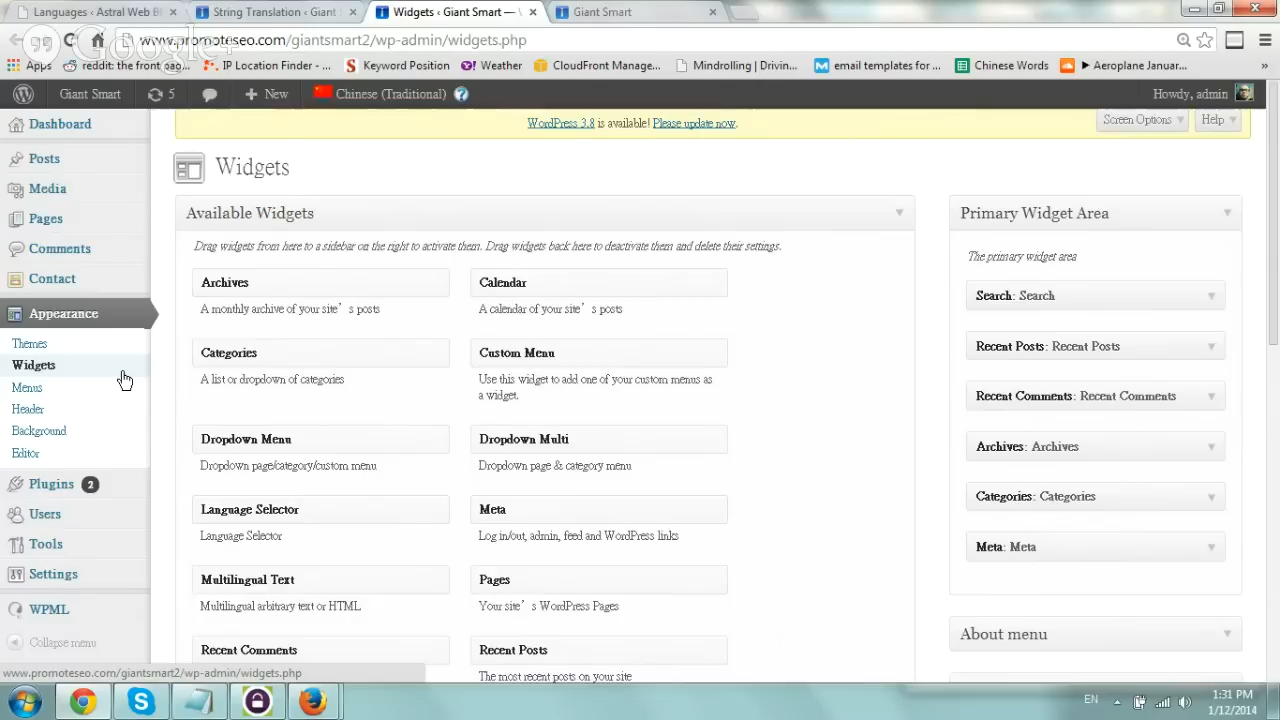 Languages ‹ Astral Web Bl
String Translation ‹ Giant S
Widgets ‹ Giant Smart — W
Giant Smart
Google+
www.promoteseo.com/giantsmart2/wp-admin/widgets.php
Apps
reddit: the front pag...
IP Location Finder - ...
Keyword Position
Weather
CloudFront Manage...
Mindrolling | Drivin...
email templates for ...
Chinese Words
Aeroplane Januar...
»
Giant Smart
5
New
Chinese (Traditional)
Howdy, admin
Dashboard
Posts
Media
Pages
Comments
Contact
Appearance
Themes
Widgets
Menus
Header
Background
Editor
Plugins 2
Users
Tools
Settings
WPML
Collapse menu
WordPress 3.8 is available! Please update now.
Screen Options
Help
Widgets
Available Widgets
Drag widgets from here to a sidebar on the right to activate them. Drag widgets back here to deactivate them and delete their settings.
Archives
A monthly archive of your site’s posts
Calendar
A calendar of your site’s posts
Categories
A list or dropdown of categories
Custom Menu
Use this widget to add one of your custom menus as
a widget.
Dropdown Menu
Dropdown page/category/custom menu
Dropdown Multi
Dropdown page & category menu
Language Selector
Language Selector
Meta
Log in/out, admin, feed and WordPress links
Multilingual Text
Multilingual arbitrary text or HTML
Pages
Your site’s WordPress Pages
Recent Comments
Recent Posts
The most recent posts on your site
Primary Widget Area
The primary widget area
Search: Search
Recent Posts: Recent Posts
Recent Comments: Recent Comments
Archives: Archives
Categories: Categories
Meta: Meta
About menu
www.promoteseo.com/giantsmart2/wp-admin/widgets.php
EN
1:31 PM
1/12/2014